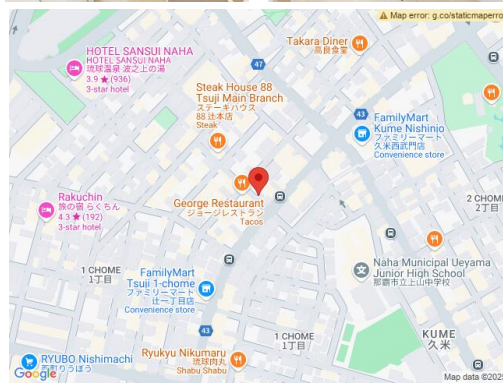 Map error: g.co/staticmaperro
HOTEL SANSUI NAHA
HOTEL SANSUI NAHA
琉球温泉 波之上の湯
3.9 ★ (936)
3-star hotel
Takara Diner
高良食堂
47
Steak House 88
Tsuji Main Branch
ステーキハウス
88 辻本店
Steak
43
FamilyMart
Kume Nishinio
ファミリーマート
久米西武門店
Convenience store
George Restaurant
ジョージレストラン
Tacos
Rakuchin
旅の宿 らくちん
4.3 ★ (192)
3-star hotel
2 CHOME
2丁目
Naha Municipal Ueyama
Junior High School
那覇市立上山中学校
1 CHOME
1丁目
FamilyMart
Tsuji 1-chome
ファミリーマート
辻一丁目店
Convenience store
43
1 CHOME
1丁目
KUME
久米
RYUBO Nishimachi
Ryukyu Nikumaru
琉球肉丸
Shabu Shabu
Google
Map data ©202